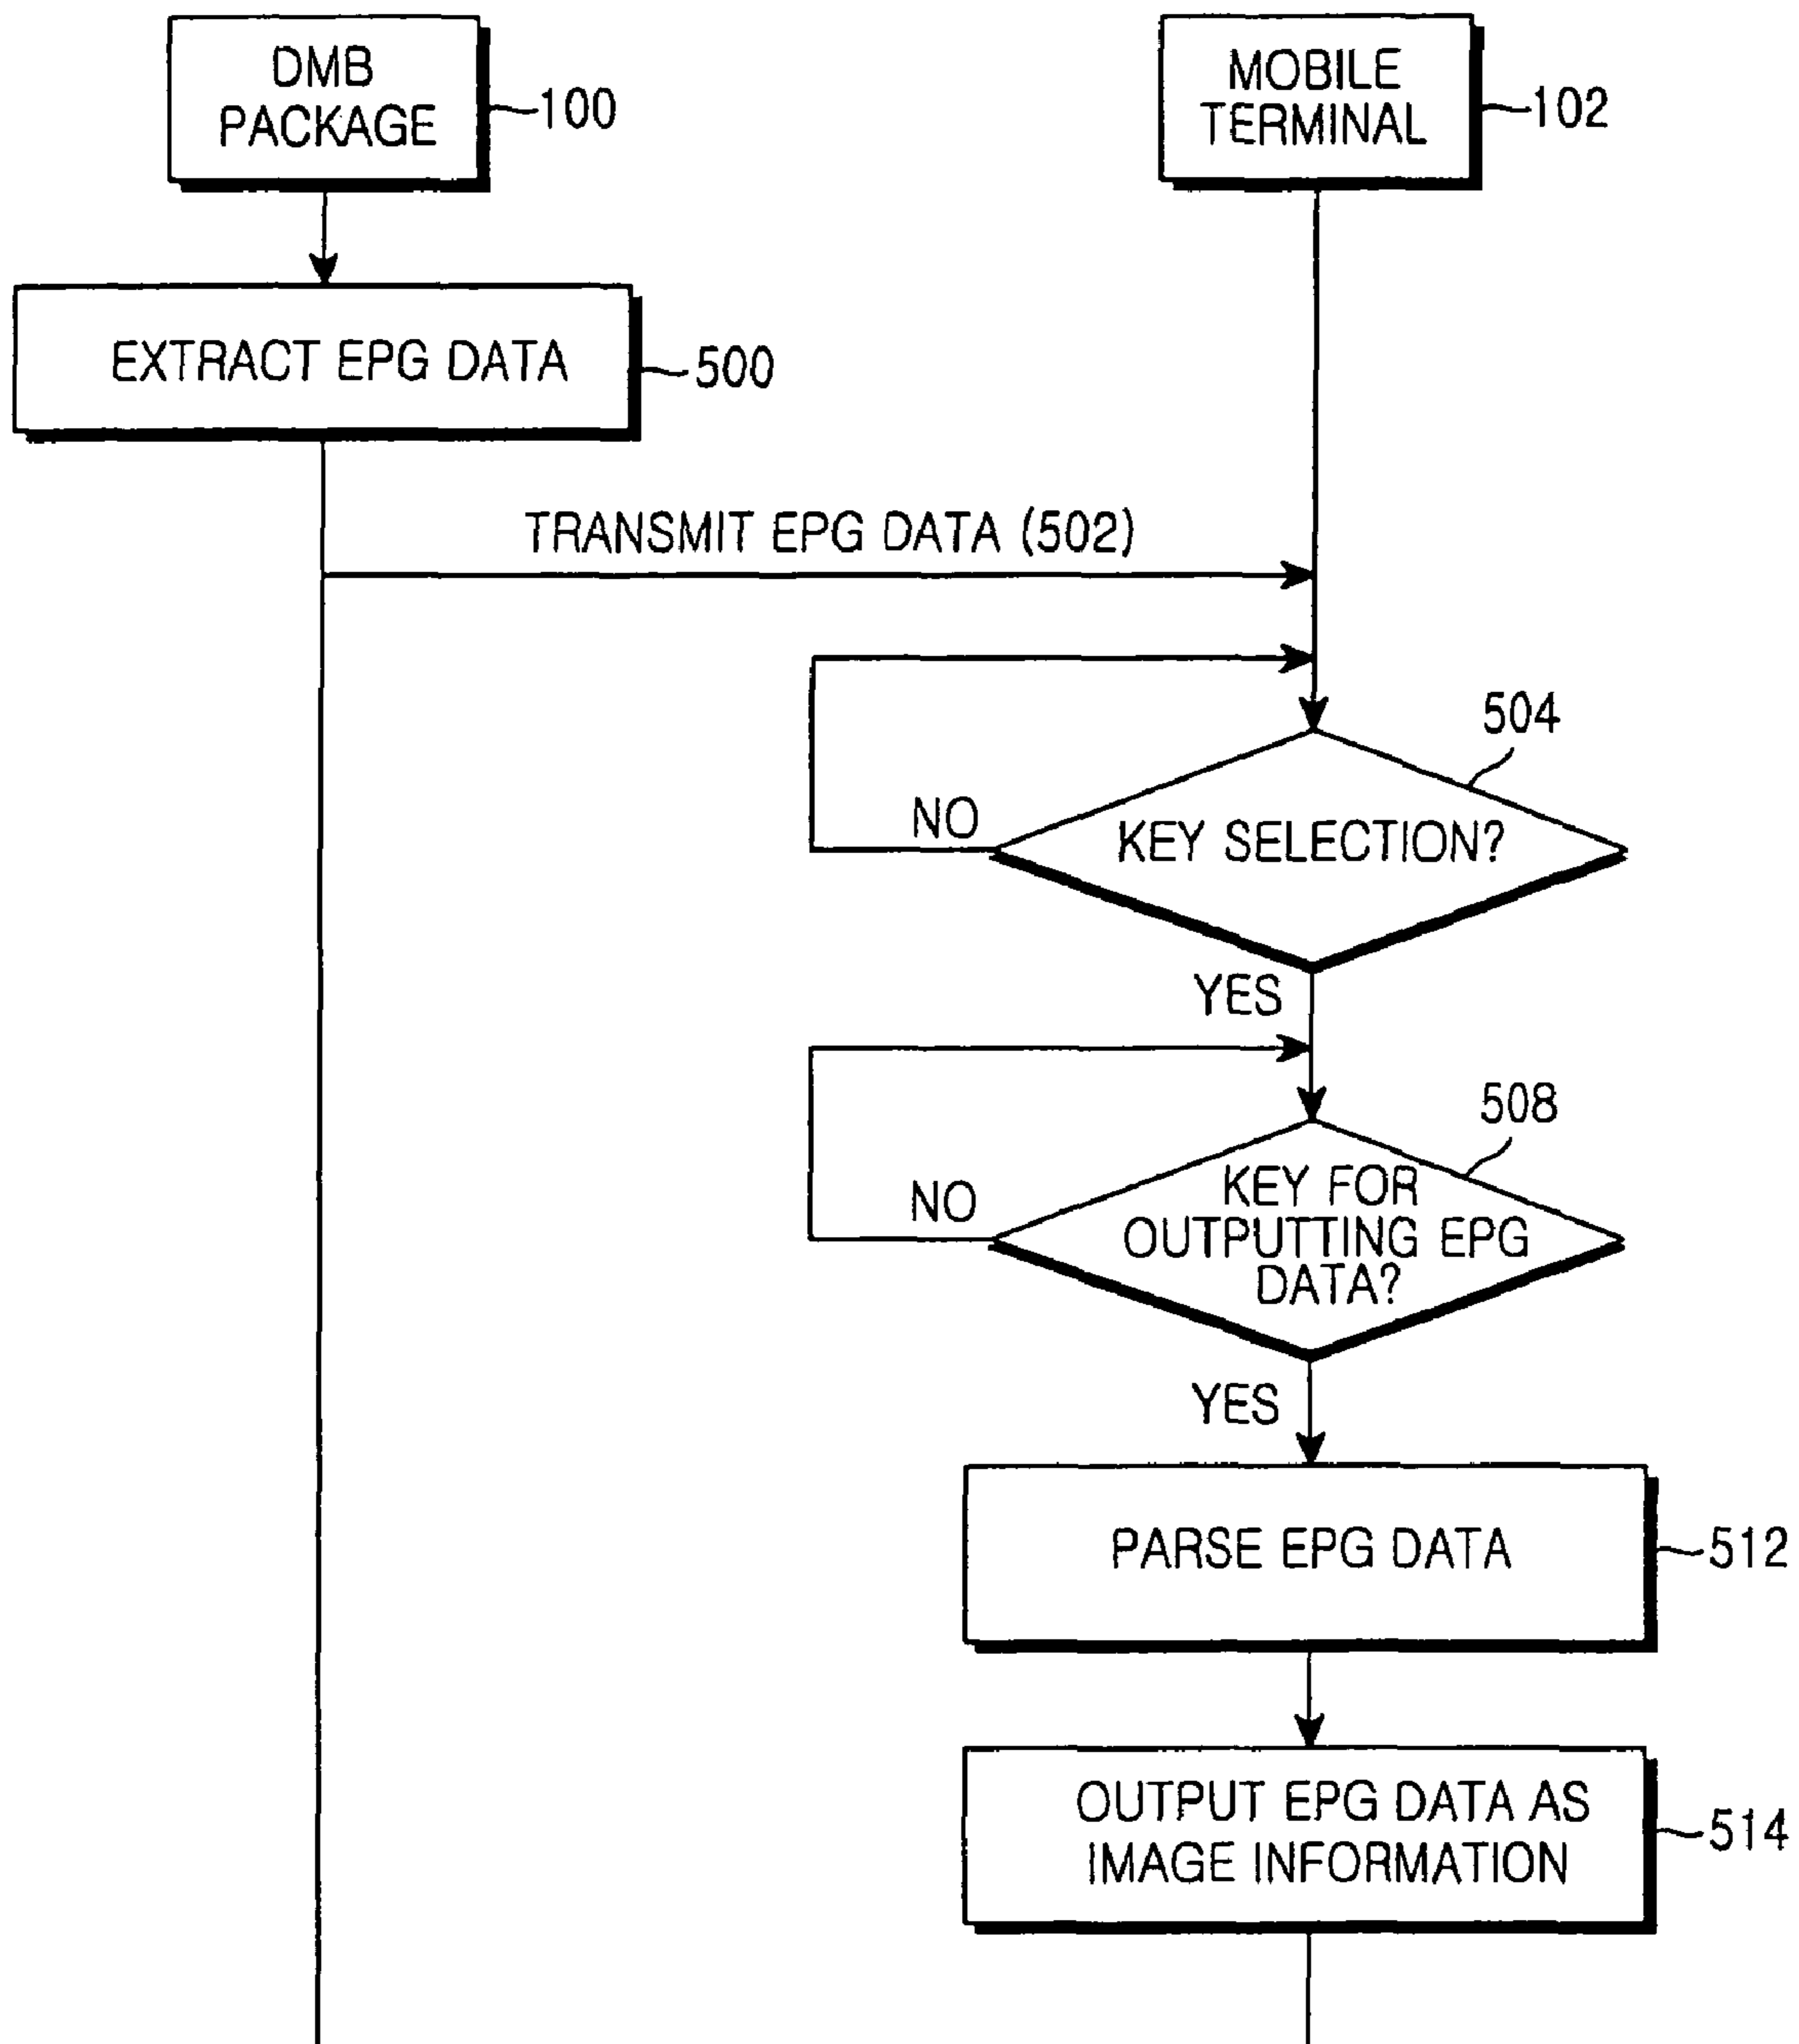 DMB
PACKAGE
100
MOBILE
TERMINAL
102
EXTRACT EPG DATA
500
TRANSMIT EPG DATA (502)
504
NO
KEY SELECTION?
YES
508
NO
KEY FOR
OUTPUTTING EPG
DATA?
YES
PARSE EPG DATA
512
OUTPUT EPG DATA AS
IMAGE INFORMATION
514